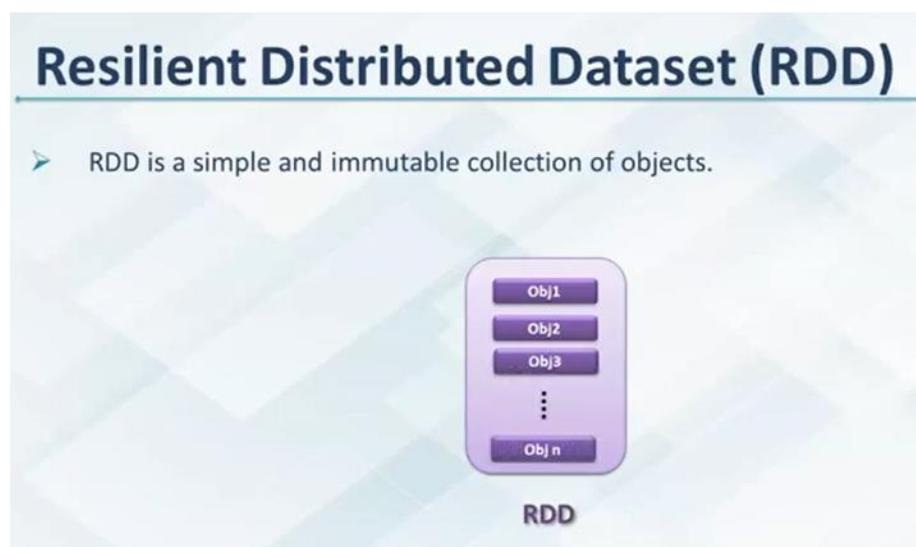 Resilient Distributed Dataset (RDD)
➤ RDD is a simple and immutable collection of objects.
Obj1
Obj2
Obj3
Obj n
RDD